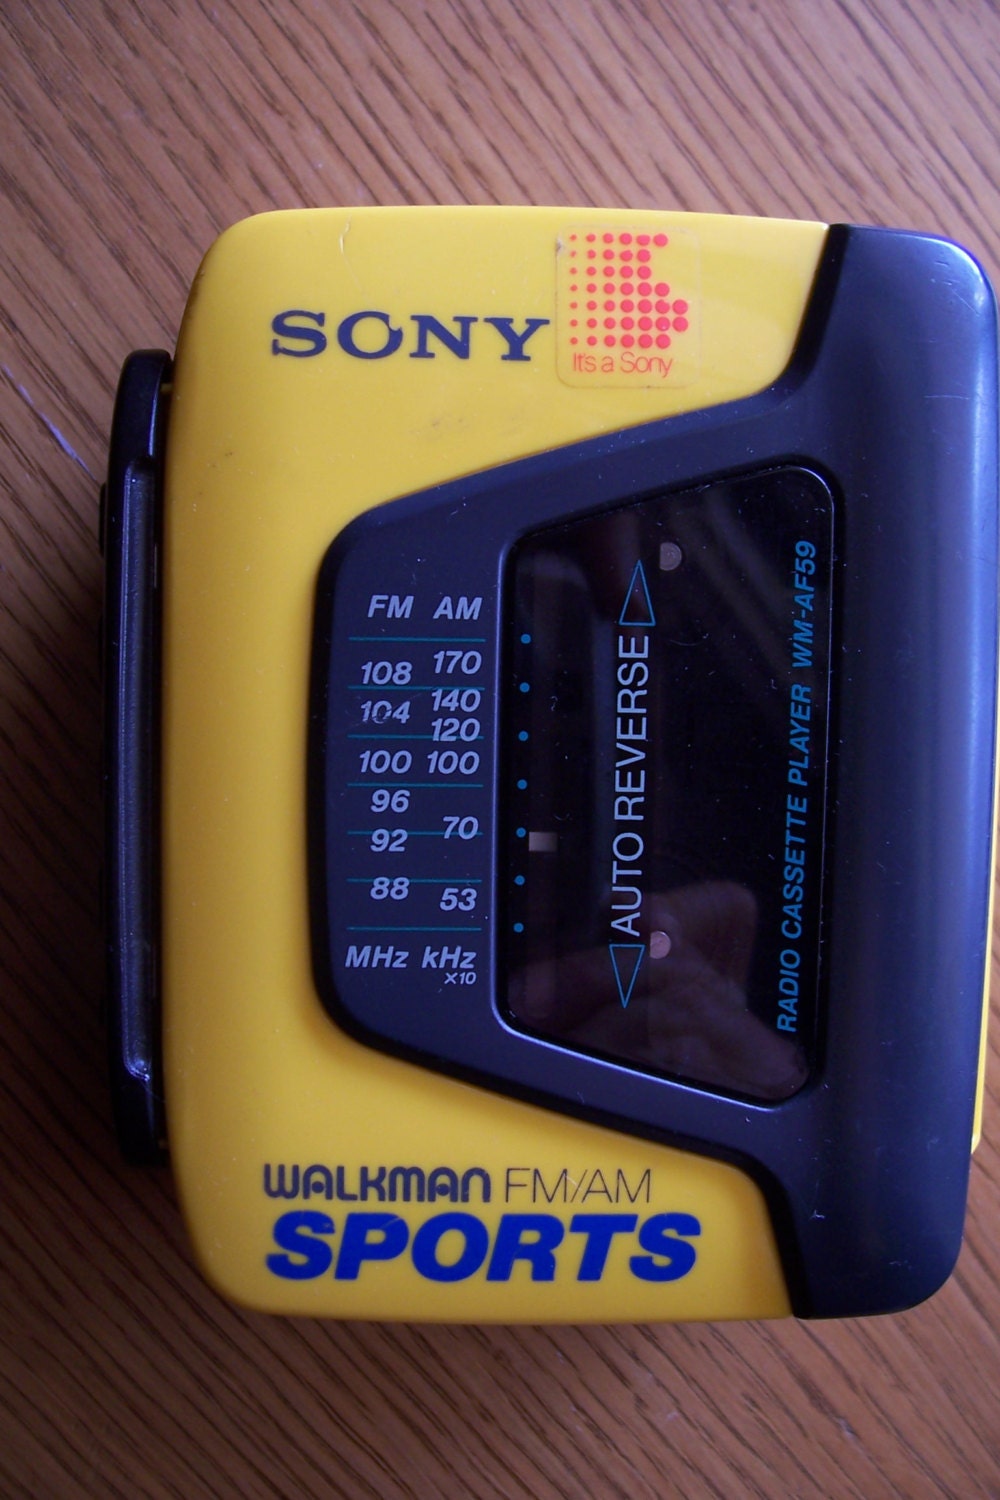 SONY
It's a Sony
FM AM
108 170
104 140
120
100 100
96
92 70
88 53
MHz kHz
x10
AUTO REVERSE
RADIO CASSETTE PLAYER WM-AF59
WALKMAN FM/AM
SPORTS